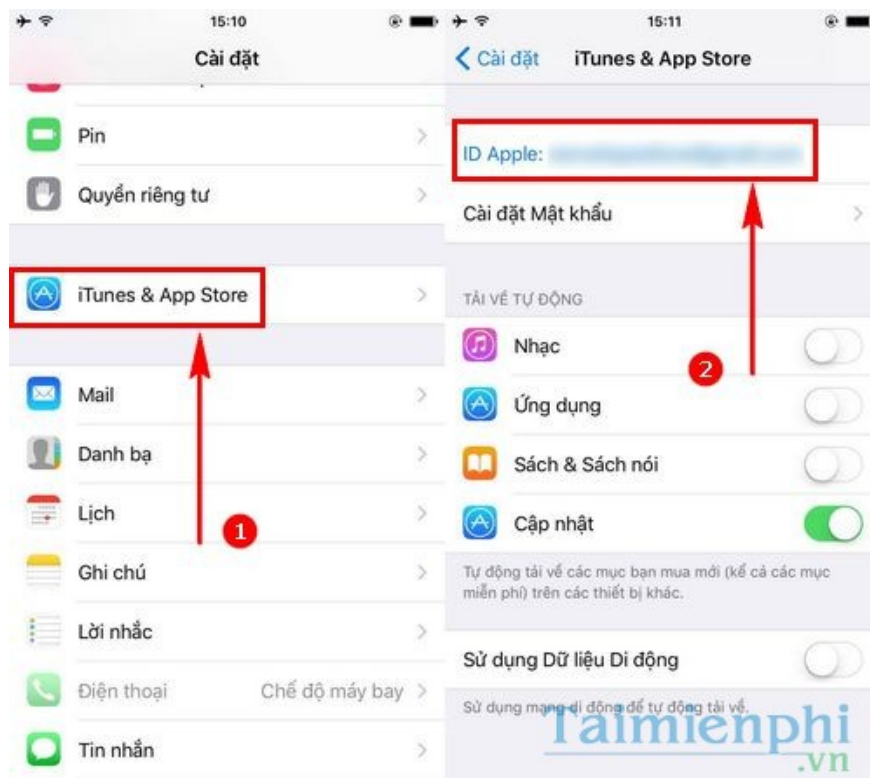 15:10
Cài đặt
Pin
Quyền riêng tư
iTunes & App Store
Mail
Danh bạ
Lịch
Ghi chú
Lời nhắc
Điện thoại Chế độ máy bay
Tin nhắn
1
15:11
Cài đặt iTunes & App Store
ID Apple:
Cài đặt Mật khẩu
TẢI VỀ TỰ ĐỘNG
Nhạc
2
Ứng dụng
Sách & Sách nói
Cập nhật
Tự động tải về các mục bạn mua mới (kể cả các mục
miễn phí) trên các thiết bị khác.
Sử dụng Dữ liệu Di động
Sử dụng mạng di động để tự động tải về.
Taimienphi
.vn